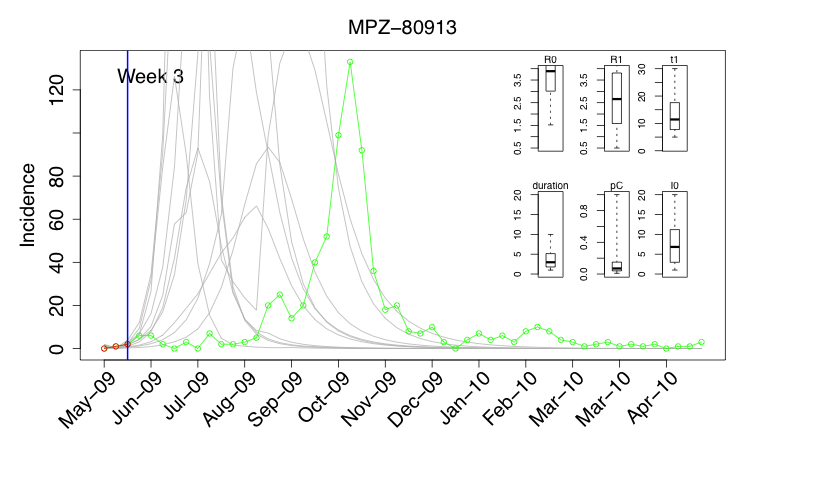 MPZ−80913
Week 3
Incidence
0
20
40
60
80
120
May−09
Jun−09
Jul−09
Aug−09
Sep−09
Oct−09
Nov−09
Dec−09
Jan−10
Feb−10
Mar−10
Mar−10
Apr−10
R0
0.5
1.5
2.5
3.5
R1
0.5
1.5
2.5
3.5
t1
0
10
20
30
duration
0
5
10
15
20
pC
0.0
0.4
0.8
I0
0
5
10
15
20